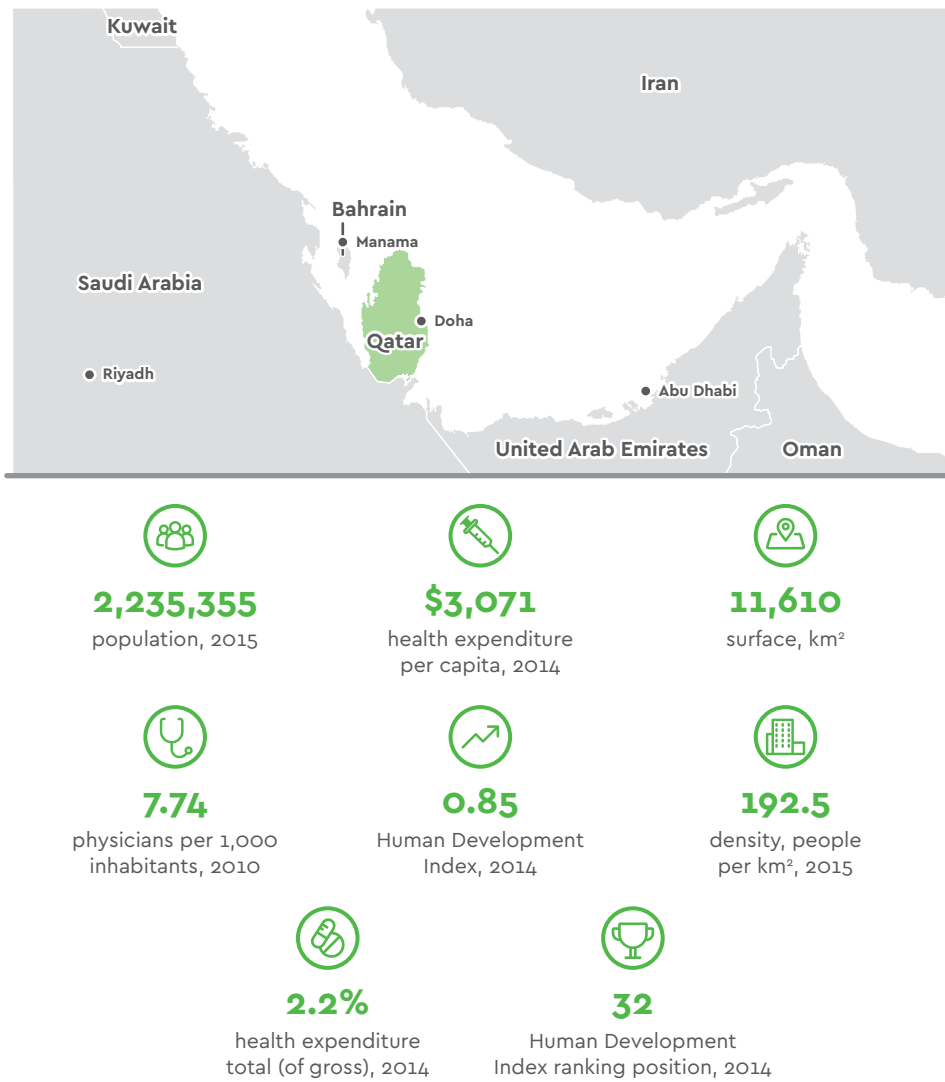 Kuwait
Iran
Bahrain
Manama
Saudi Arabia
Doha
Qatar
Riyadh
Abu Dhabi
United Arab Emirates
Oman
2,235,355
population, 2015
$3,071
health expenditure
per capita, 2014
11,610
surface, km²
7.74
physicians per 1,000
inhabitants, 2010
0.85
Human Development
Index, 2014
192.5
density, people
per km², 2015
2.2%
health expenditure
total (of gross), 2014
32
Human Development
Index ranking position, 2014